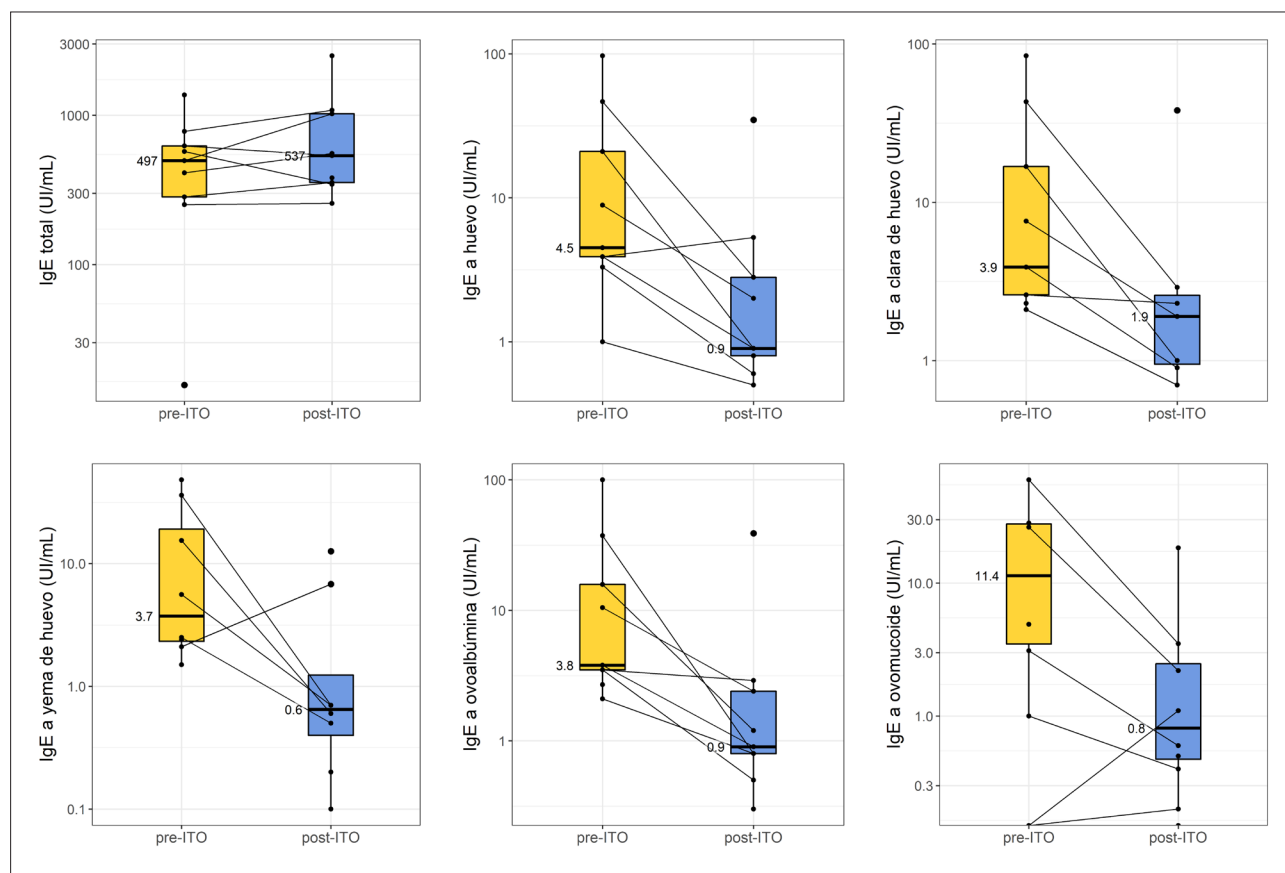 IgE total (UI/mL)
3000
1000
300
100
30
497
537
pre-ITO
post-ITO
IgE a huevo (UI/mL)
100
10
1
4.5
0.9
pre-ITO
post-ITO
IgE a clara de huevo (UI/mL)
100
10
1
3.9
1.9
pre-ITO
post-ITO
IgE a yema de huevo (UI/mL)
10.0
1.0
0.1
3.7
0.6
pre-ITO
post-ITO
IgE a ovoalbúmina (UI/mL)
100
10
1
3.8
0.9
pre-ITO
post-ITO
IgE a ovomucoide (UI/mL)
30.0
10.0
3.0
1.0
0.3
11.4
0.8
pre-ITO
post-ITO